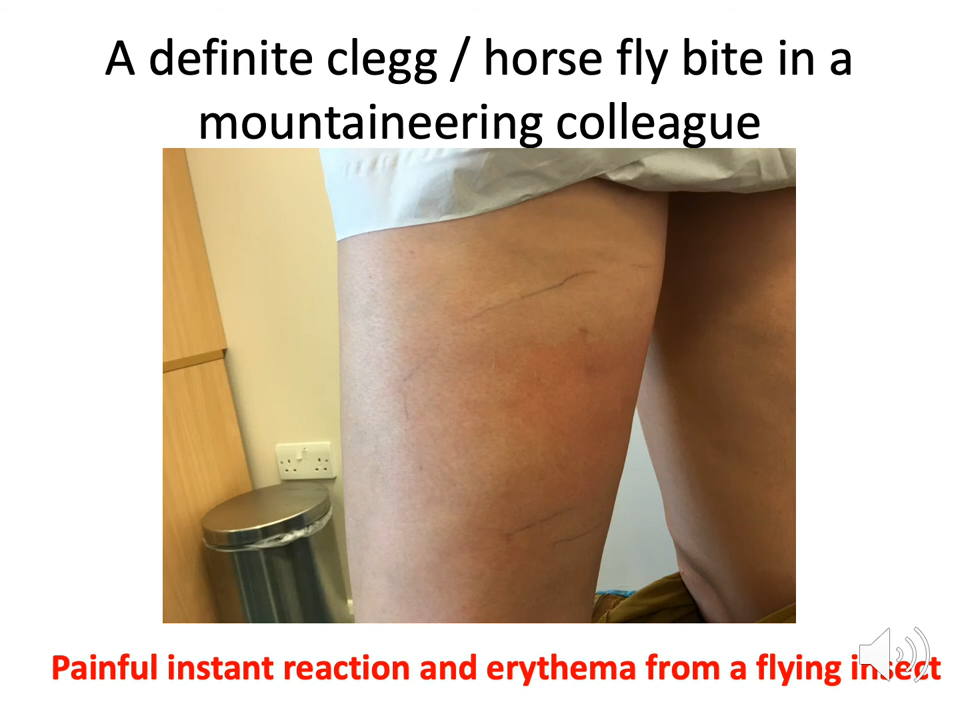 A definite clegg / horse fly bite in a
mountaineering colleague
Painful instant reaction and erythema from a flying insect